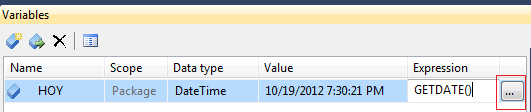 Variables
Name Scope Data type Value Expression
HOY Package DateTime 10/19/2012 7:30:21 PM GETDATE() ...